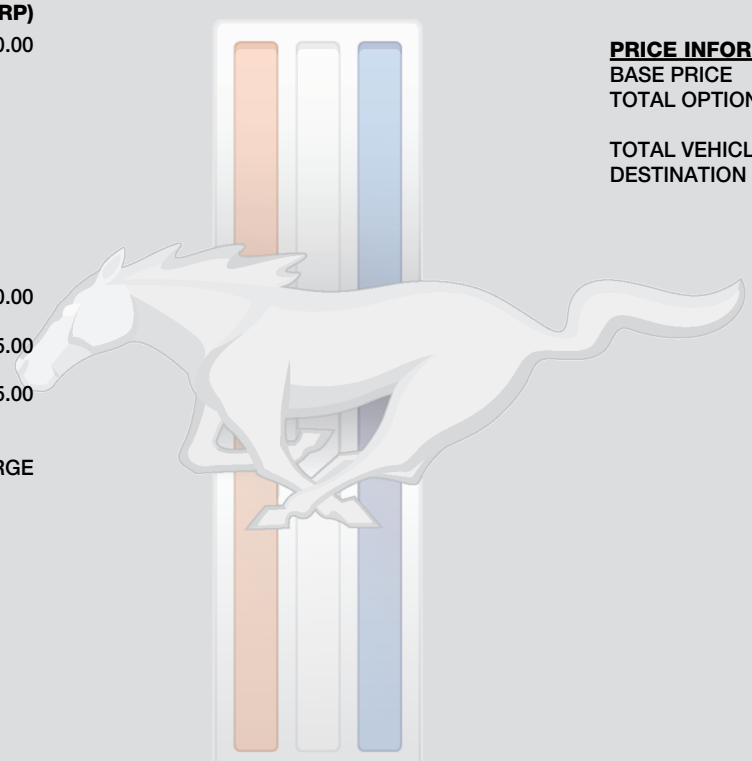 RP)
0.00
0.00
5.00
5.00
RGE
PRICE INFOR
BASE PRICE
TOTAL OPTION
TOTAL VEHICL
DESTINATION